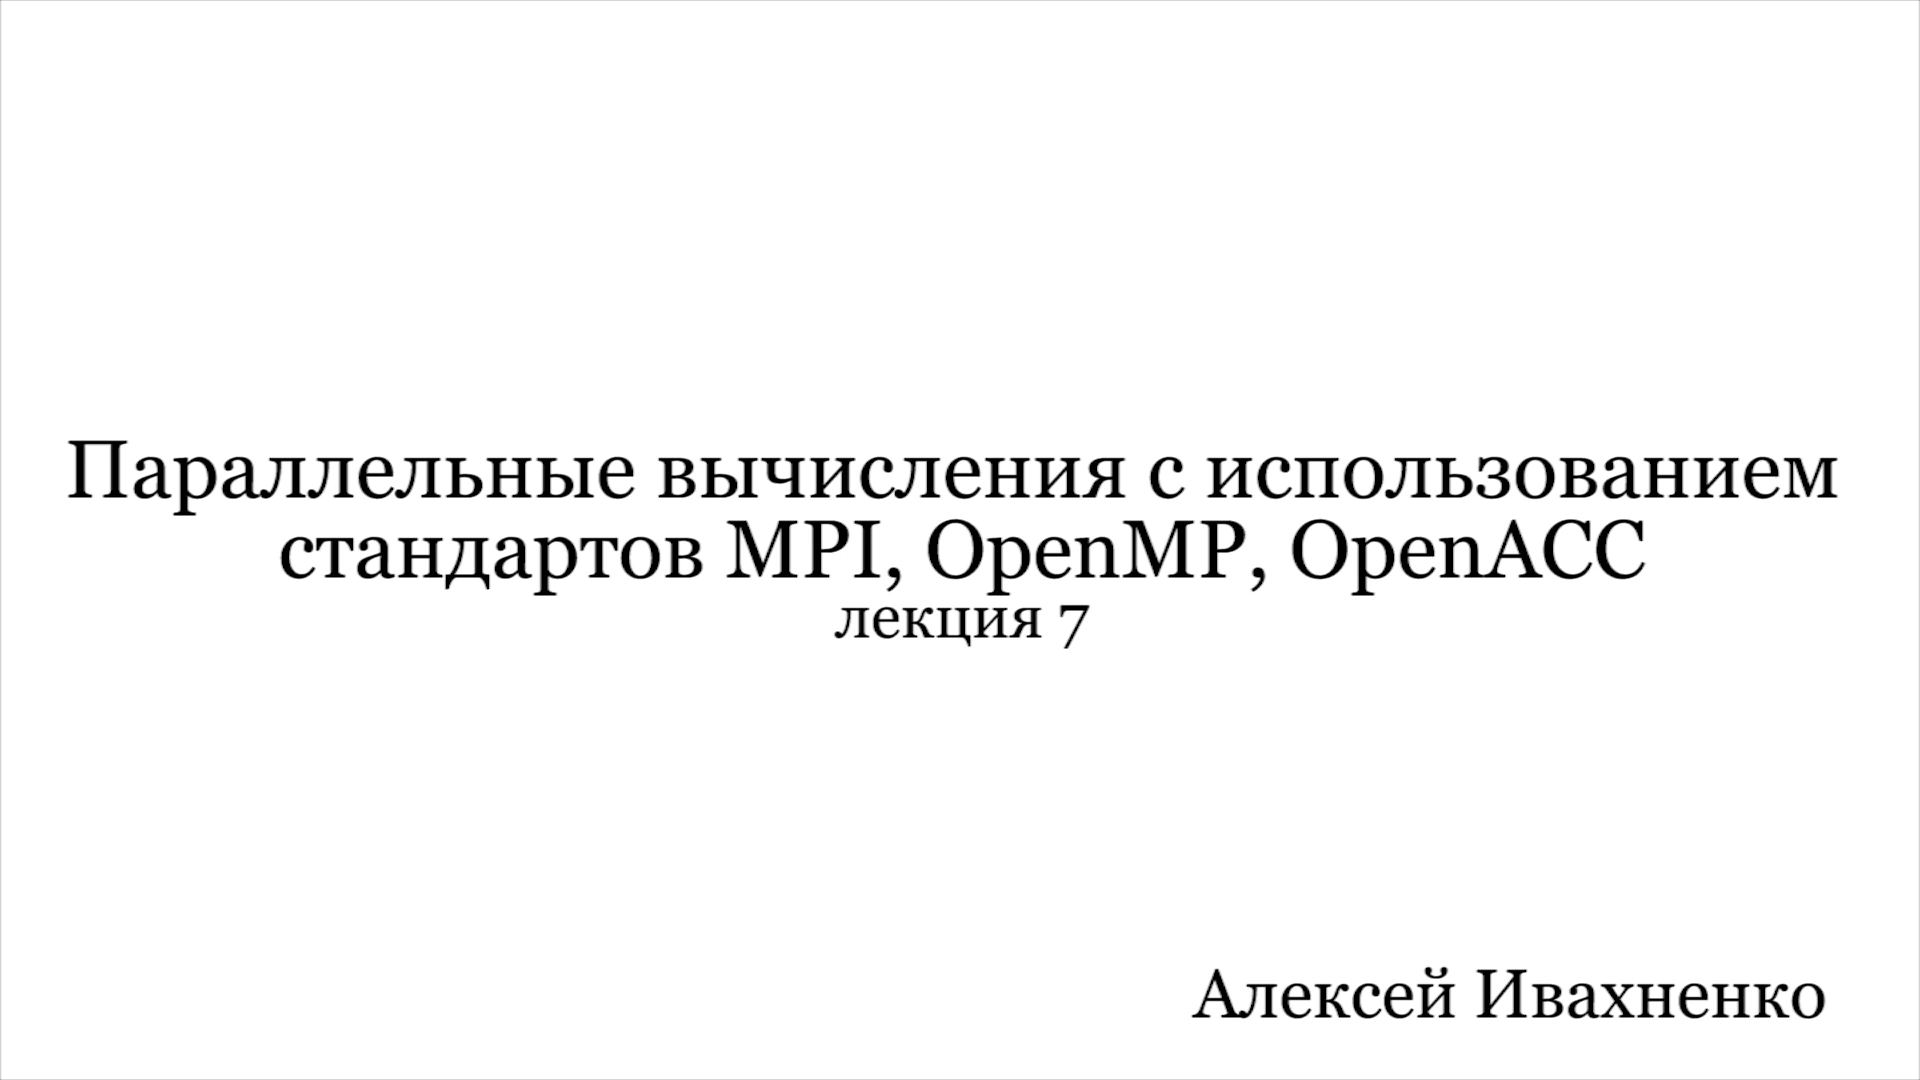 Параллельные вычисления с использованием
стандартов MPI, OpenMP, OpenACC
лекция 7
Алексей Ивахненко